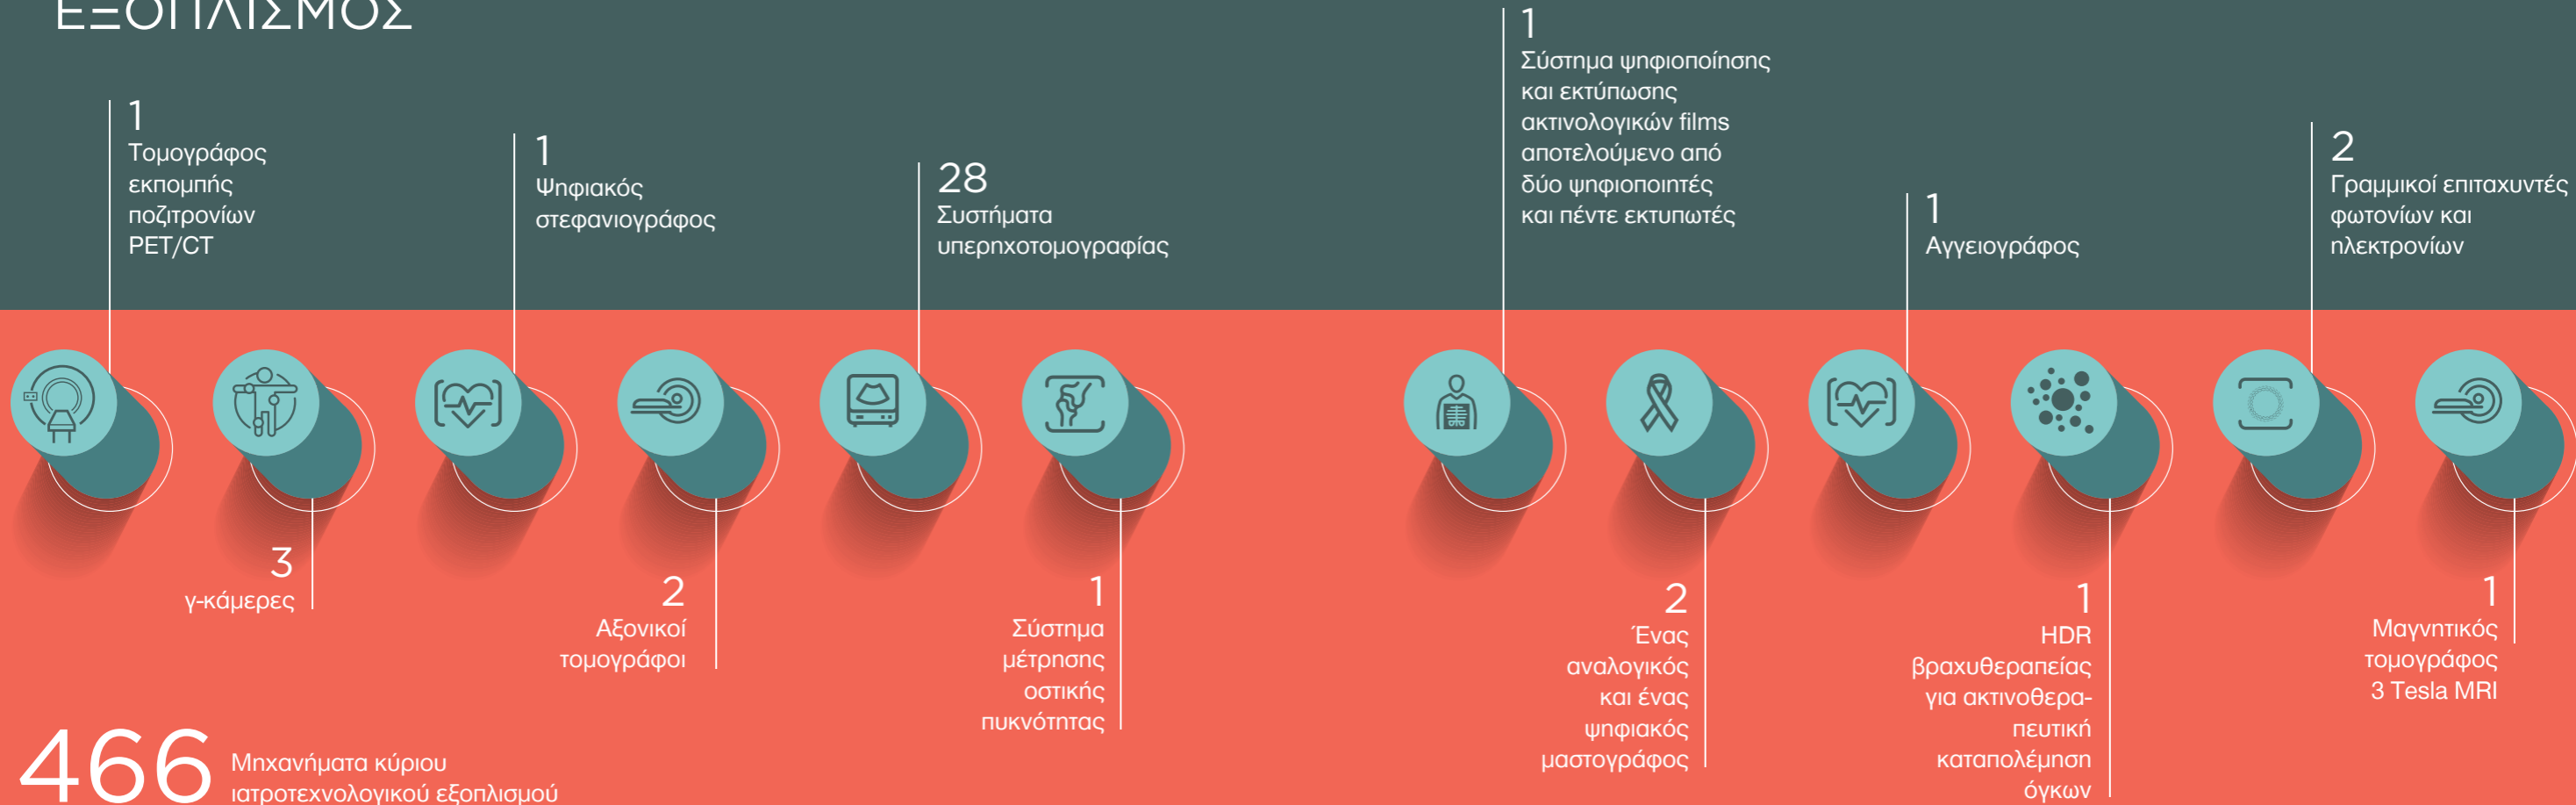 ΕΞΟΠΛΙΣΜΟΣ
1
Τομογράφος
εκπομπής
ποζιτρονίων
PET/CT
3
γ-κάμερες
1
Ψηφιακός
στεφανιογράφος
2
Αξονικοί
τομογράφοι
28
Συστήματα
υπερηχοτομογραφίας
1
Σύστημα
μέτρησης
οστικής
πυκνότητας
1
Σύστημα ψηφιοποίησης
και εκτύπωσης
ακτινολογικών films
αποτελούμενο από
δύο ψηφιοποιητές
και πέντε εκτυπωτές
2
Ένας
αναλογικός
και ένας
ψηφιακός
μαστογράφος
1
Αγγειογράφος
1
HDR
βραχυθεραπείας
για ακτινοθερα-
πευτική
καταπολέμηση
όγκων
2
Γραμμικοί επιταχυντές
φωτονίων και
ηλεκτρονίων
1
Μαγνητικός
τομογράφος
3 Tesla MRI
466
Μηχανήματα κύριου
ιατροτεχνολογικού εξοπλισμού